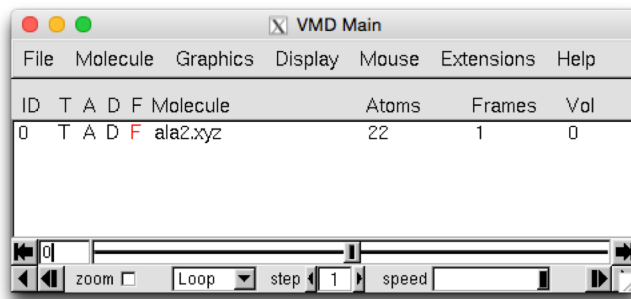 VMD Main
File Molecule Graphics Display Mouse Extensions Help
ID T A D F Molecule Atoms Frames Vol
0 T A D F ala2.xyz 22 1 0
0
zoom Loop step 1 speed